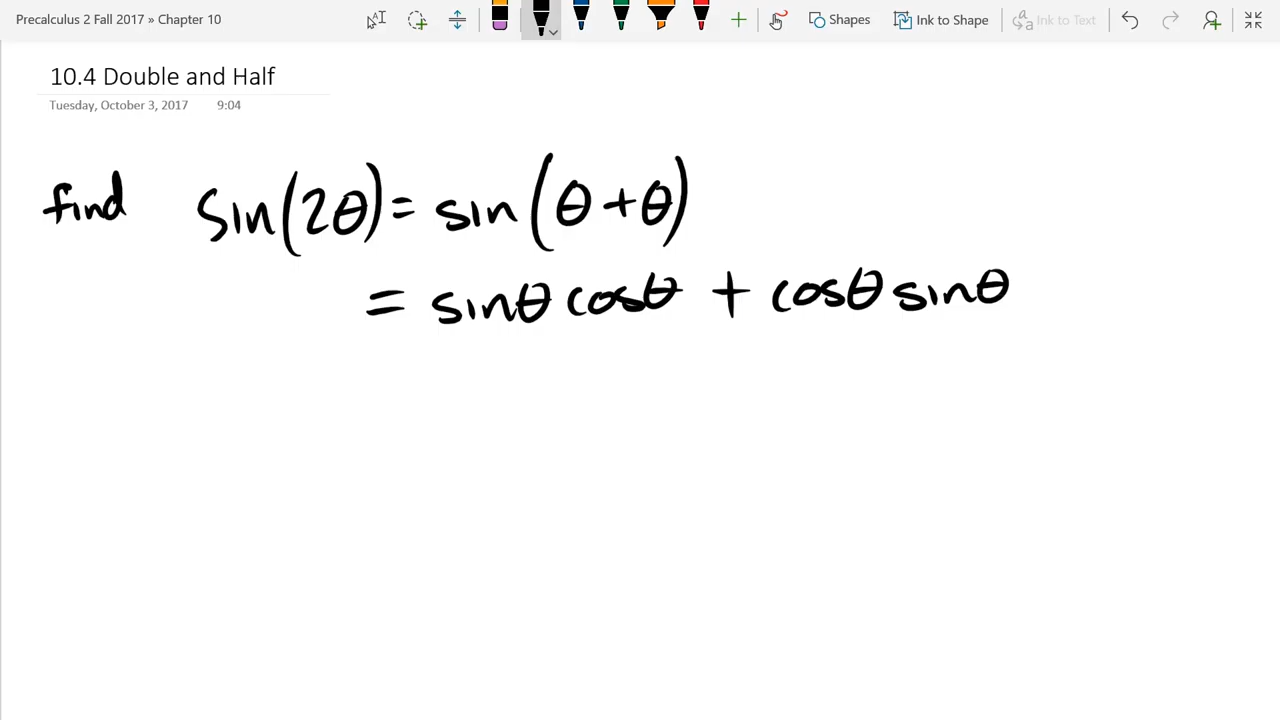 Precalculus 2 Fall 2017 » Chapter 10
Shapes
Ink to Shape
Ink to Text
10.4 Double and Half
Tuesday, October 3, 2017 9:04
find sin(2θ) = sin(θ + θ)
= sinθ cosθ + cosθ sinθ